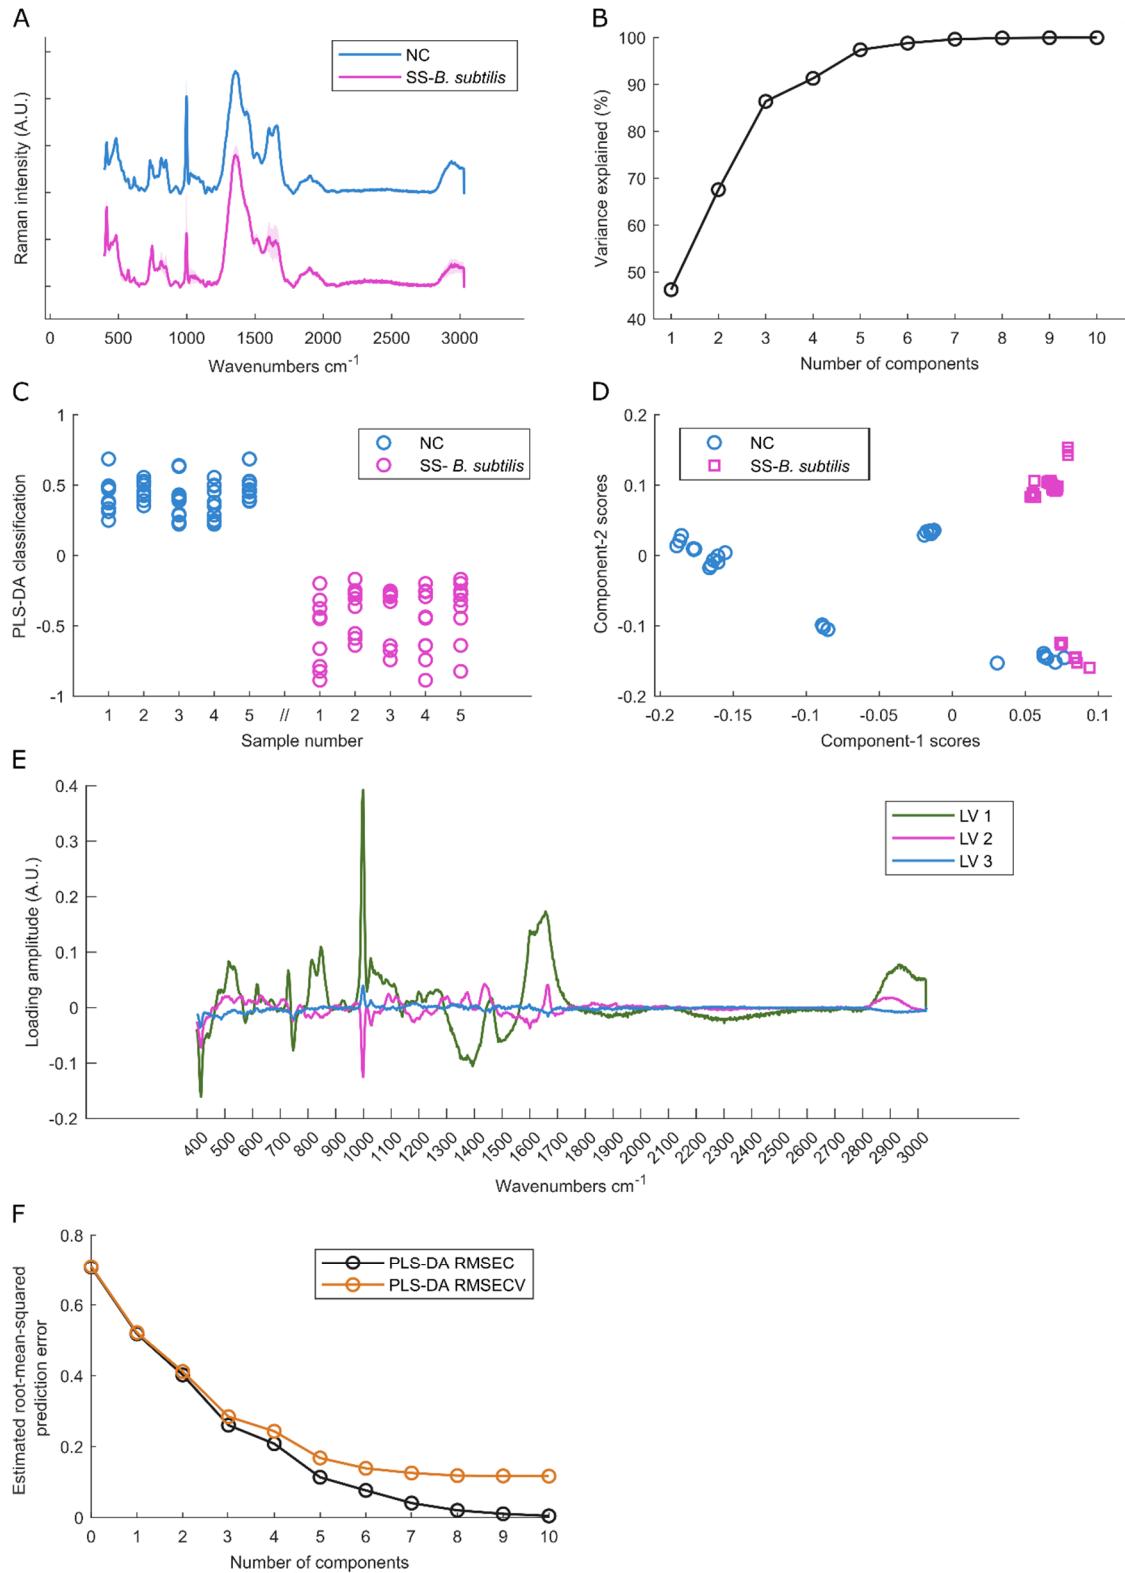 A
NC
SS-B. subtilis
Raman intensity (A.U.)
0 500 1000 1500 2000 2500 3000
Wavenumbers cm-1
B
100
90
80
70
60
50
40
Variance explained (%)
1 2 3 4 5 6 7 8 9 10
Number of components
C
1
0.5
0
-0.5
-1
PLS-DA classification
NC
SS- B. subtilis
1 2 3 4 5 // 1 2 3 4 5
Sample number
D
0.2
0.1
0
-0.1
-0.2
Component-2 scores
NC
SS-B. subtilis
-0.2 -0.15 -0.1 -0.05 0 0.05 0.1
Component-1 scores
E
0.4
0.3
0.2
0.1
0
-0.1
-0.2
Loading amplitude (A.U.)
LV 1
LV 2
LV 3
400 500 600 700 800 900 1000 1100 1200 1300 1400 1500 1600 1700 1800 1900 2000 2100 2200 2300 2400 2500 2600 2700 2800 2900 3000
Wavenumbers cm-1
F
0.8
0.6
0.4
0.2
0
Estimated root-mean-squared
prediction error
PLS-DA RMSEC
PLS-DA RMSECV
0 1 2 3 4 5 6 7 8 9 10
Number of components